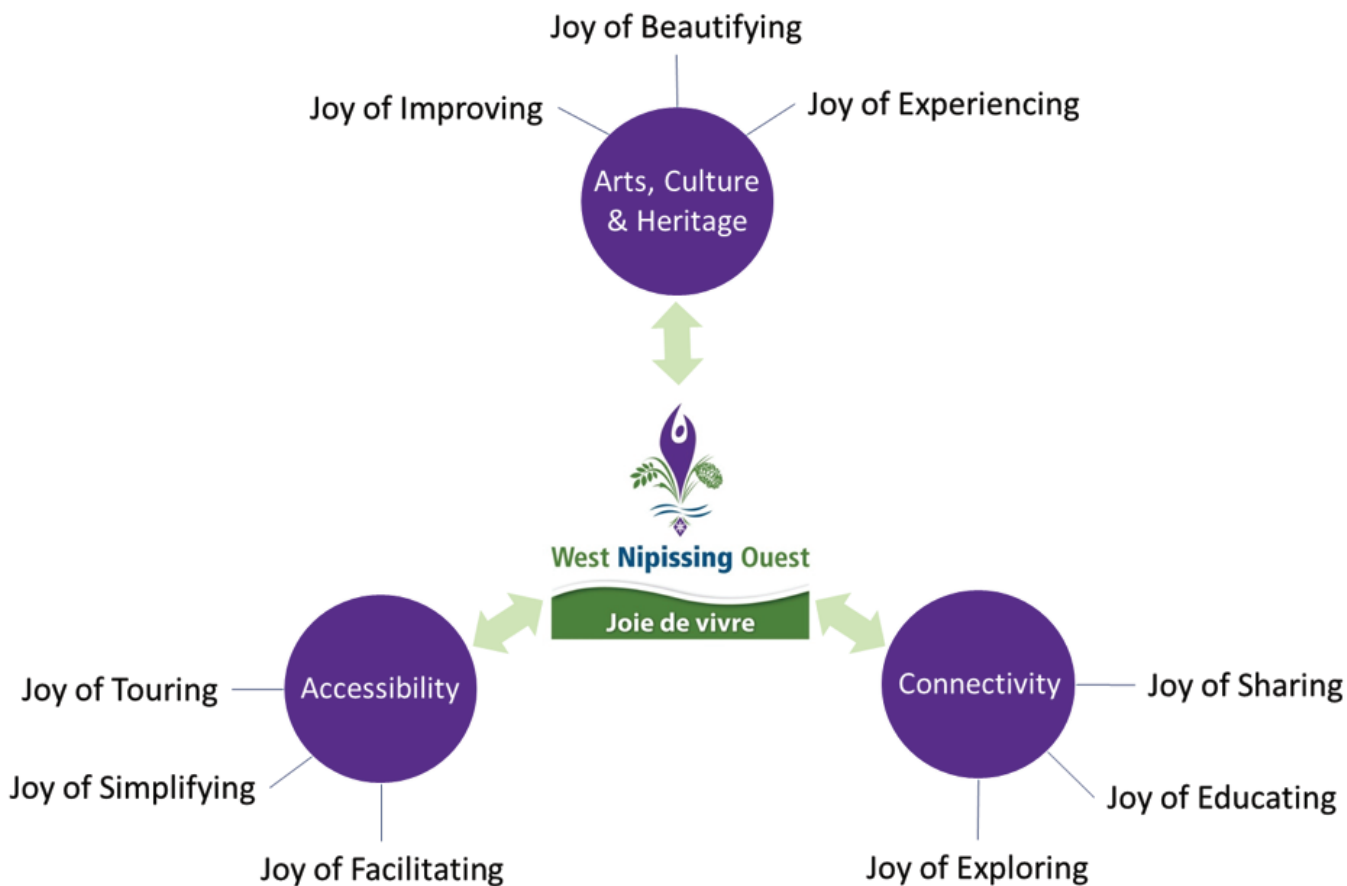 Joy of Beautifying
Joy of Improving
Joy of Experiencing
Arts, Culture
& Heritage
West Nipissing Ouest
Joie de vivre
Joy of Touring
Accessibility
Joy of Simplifying
Joy of Facilitating
Connectivity
Joy of Sharing
Joy of Educating
Joy of Exploring